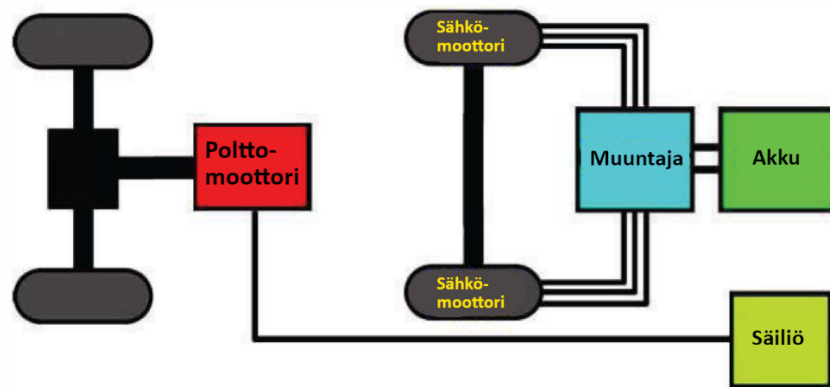 Sähkö-
moottori
Poltto-
moottori
Muuntaja
Akku
Sähkö-
moottori
Säiliö